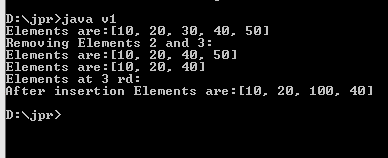 D:\jpr>java v1
Elements are:[10, 20, 30, 40, 50]
Removing Elements 2 and 3:
Elements are:[10, 20, 40, 50]
Elements are:[10, 20, 40]
Elements at 3 rd:
After insertion Elements are:[10, 20, 100, 40]
D:\jpr>